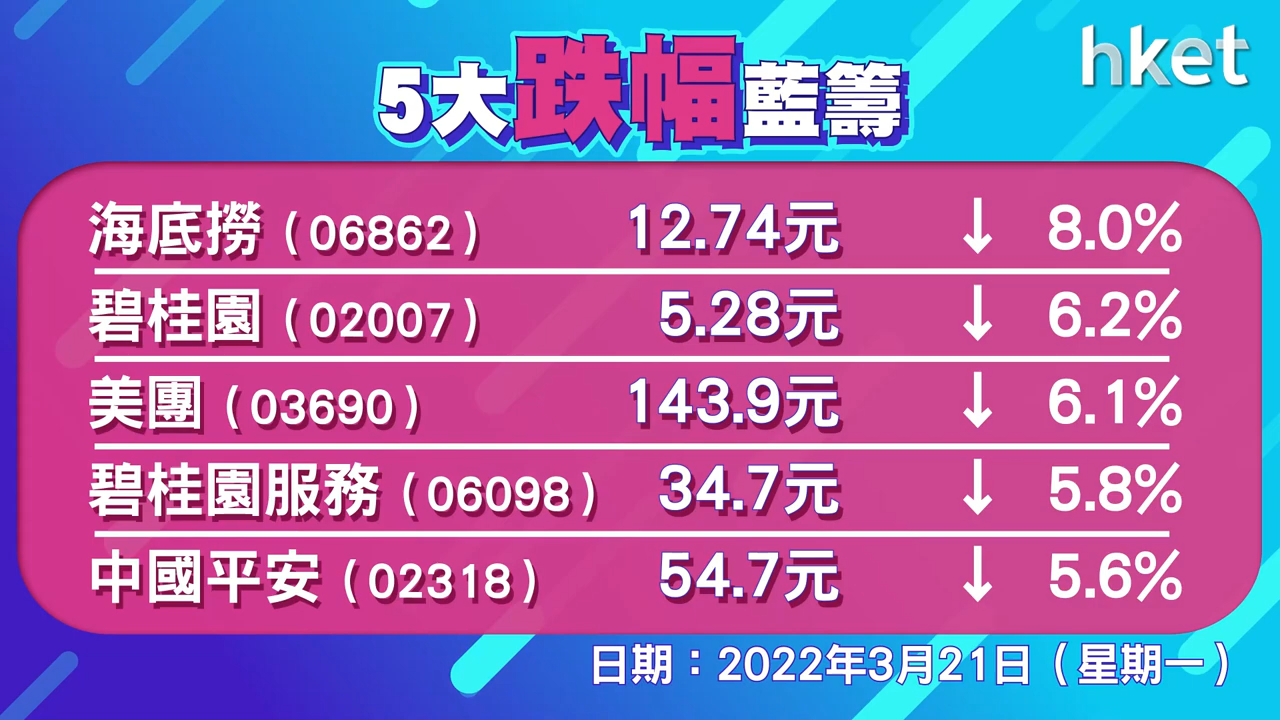 hket
5大跌幅藍籌
海底撈（06862） 12.74元 ↓ 8.0%
碧桂園（02007） 5.28元 ↓ 6.2%
美團（03690） 143.9元 ↓ 6.1%
碧桂園服務（06098） 34.7元 ↓ 5.8%
中國平安（02318） 54.7元 ↓ 5.6%
日期：2022年3月21日（星期一）